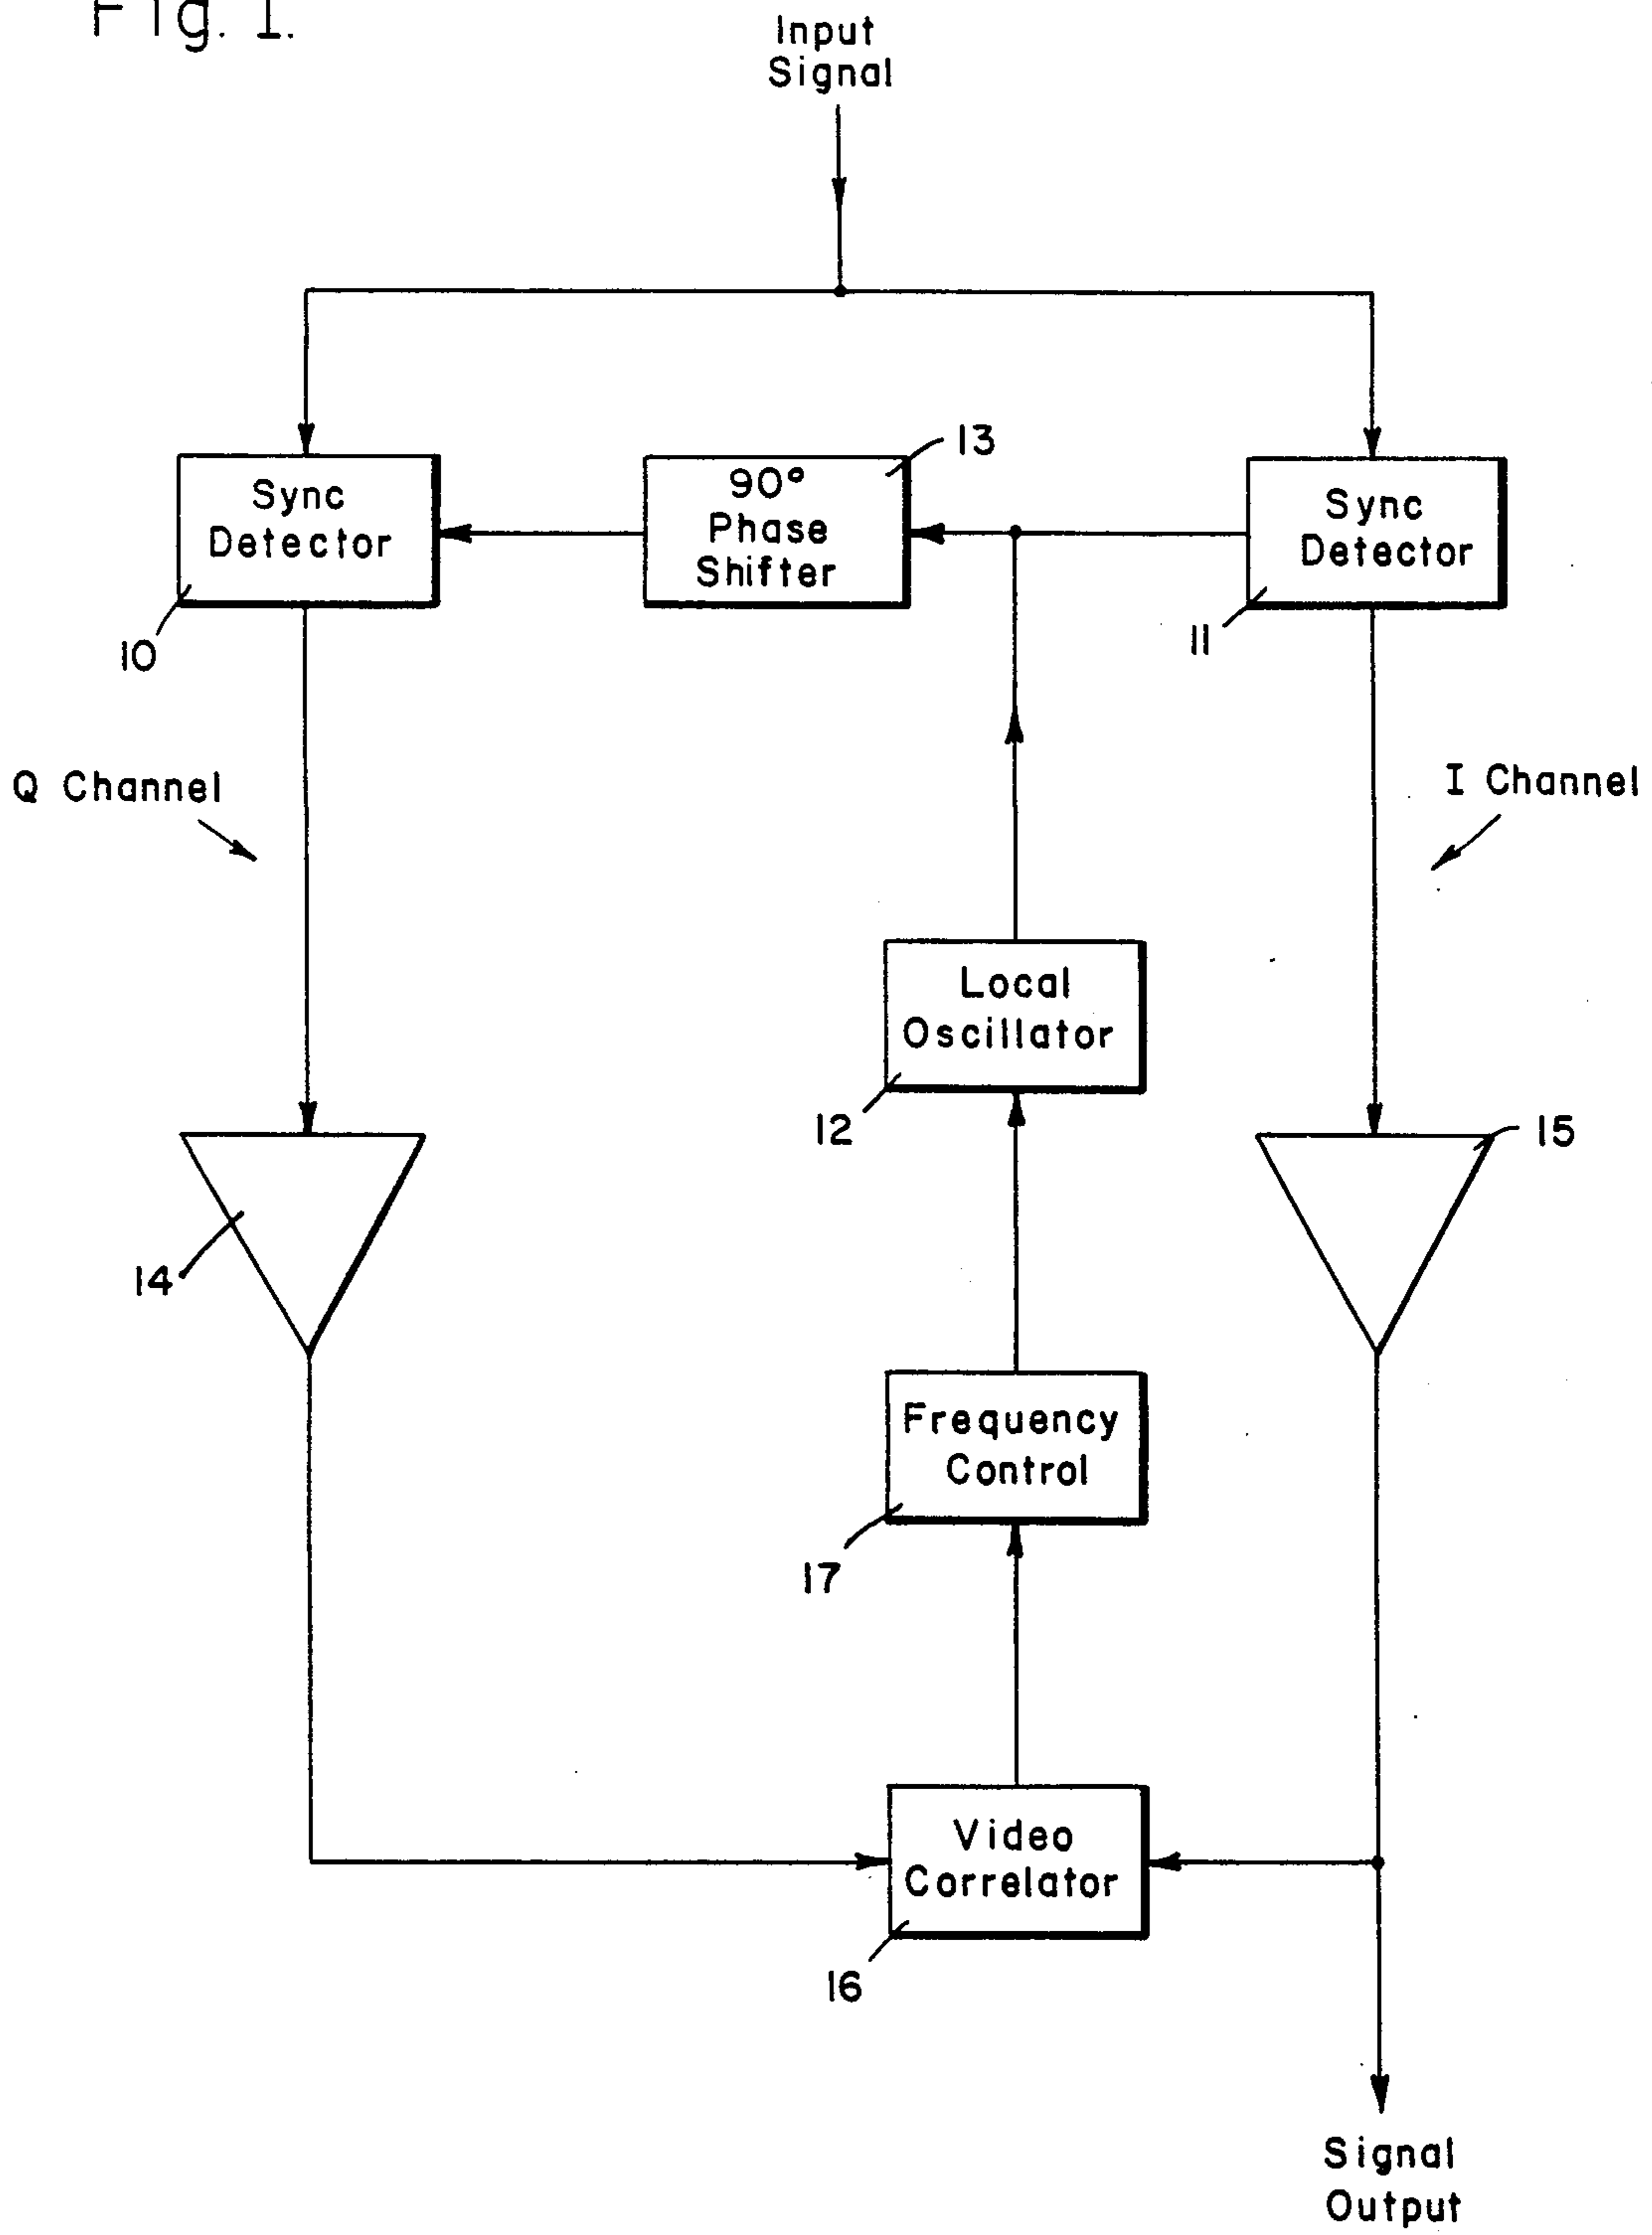 Fig. 1.
Input
Signal
13
Sync
Detector
90°
Phase
Shifter
Sync
Detector
10
11
Q Channel
I Channel
Local
Oscillator
12
15
14
Frequency
Control
17
Video
Correlator
16
Signal
Output